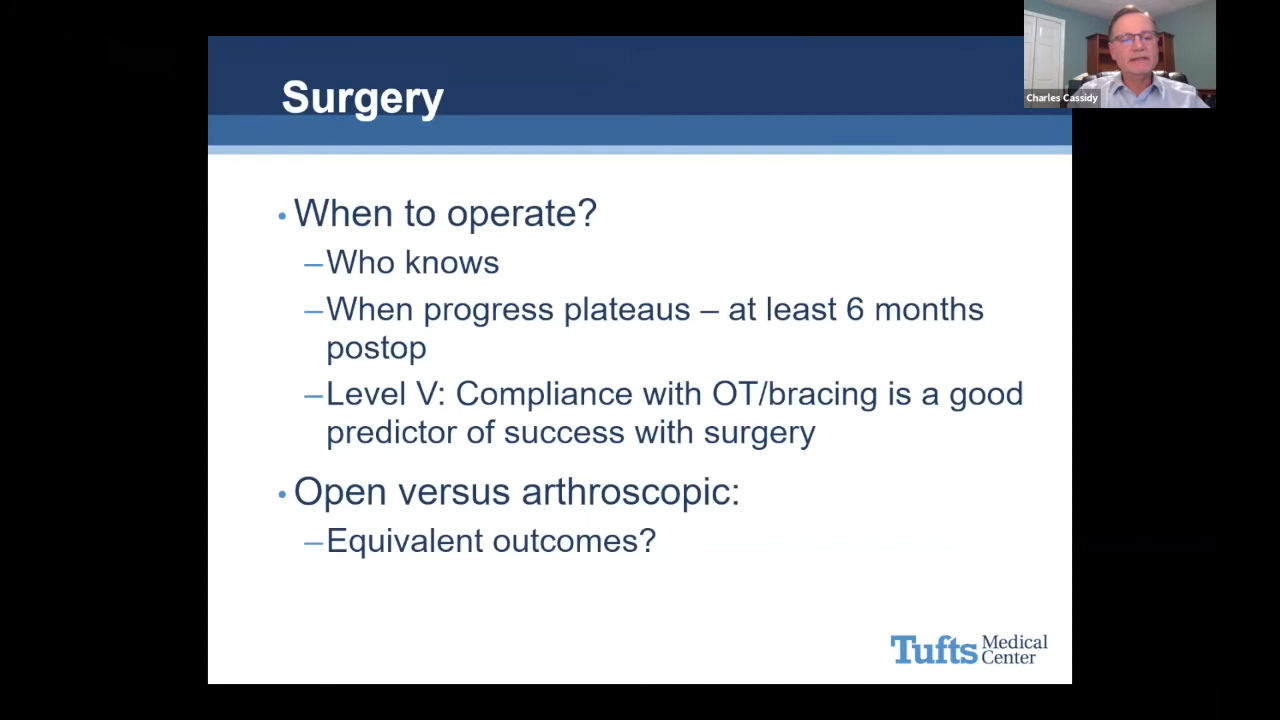 Surgery
Charles Cassidy
• When to operate?
–Who knows
–When progress plateaus – at least 6 months
postop
–Level V: Compliance with OT/bracing is a good
predictor of success with surgery
• Open versus arthroscopic:
–Equivalent outcomes?
Tufts Medical
Center